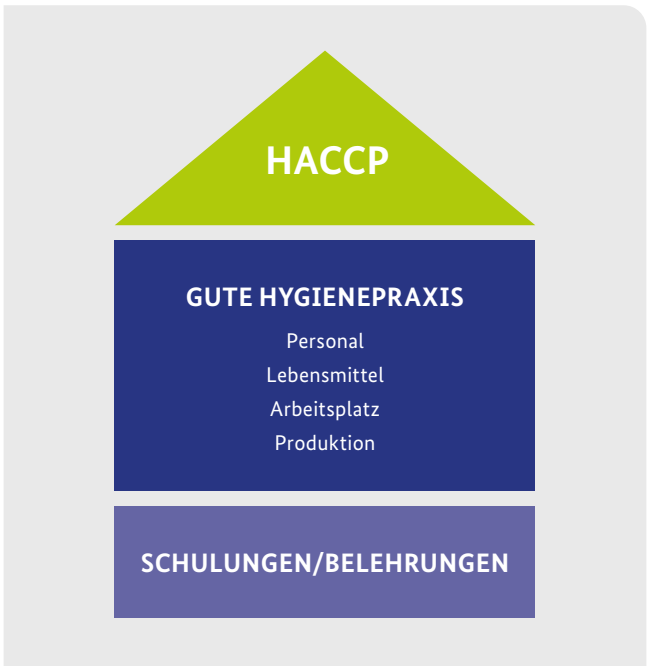 HACCP
GUTE HYGIENEPRAXIS
Personal
Lebensmittel
Arbeitsplatz
Produktion
SCHULUNGEN/BELEHRUNGEN